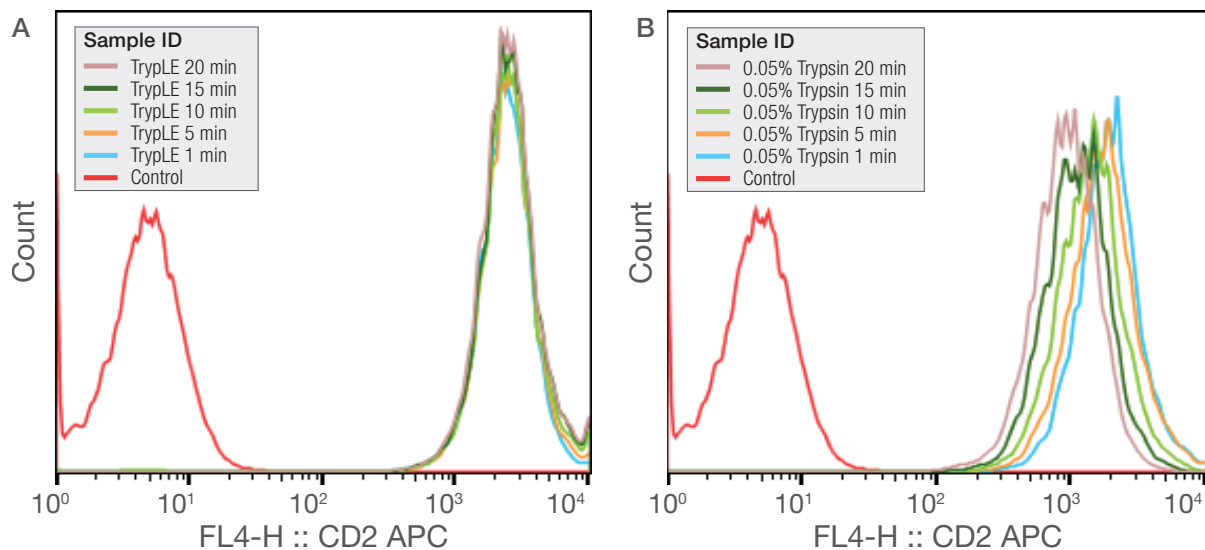 A
Sample ID
TrypLE 20 min
TrypLE 15 min
TrypLE 10 min
TrypLE 5 min
TrypLE 1 min
Control
Count
10⁰ 10¹ 10² 10³ 10⁴
FL4-H :: CD2 APC
B
Sample ID
0.05% Trypsin 20 min
0.05% Trypsin 15 min
0.05% Trypsin 10 min
0.05% Trypsin 5 min
0.05% Trypsin 1 min
Control
Count
10⁰ 10¹ 10² 10³ 10⁴
FL4-H :: CD2 APC